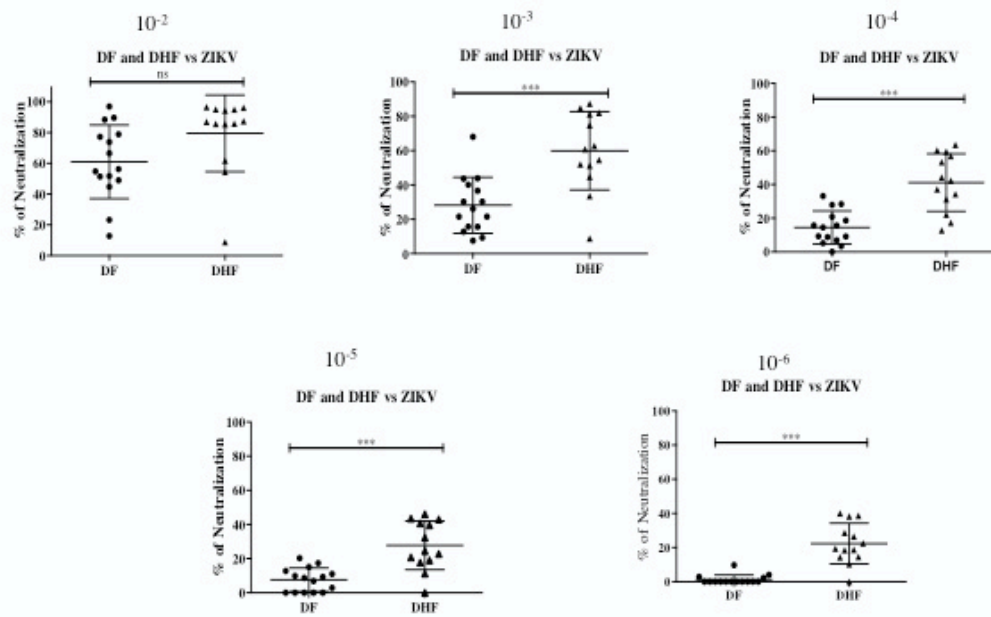 10-2
DF and DHF vs ZIKV
ns
% of Neutralization
100
80
60
40
20
0
DF
DHF
10-3
DF and DHF vs ZIKV
***
% of Neutralization
100
80
60
40
20
0
DF
DHF
10-4
DF and DHF vs ZIKV
***
% of Neutralization
100
80
60
40
20
0
DF
DHF
10-5
DF and DHF vs ZIKV
***
% of Neutralization
100
80
60
40
20
0
DF
DHF
10-6
DF and DHF vs ZIKV
***
% of Neutralization
100
80
60
40
20
0
DF
DHF